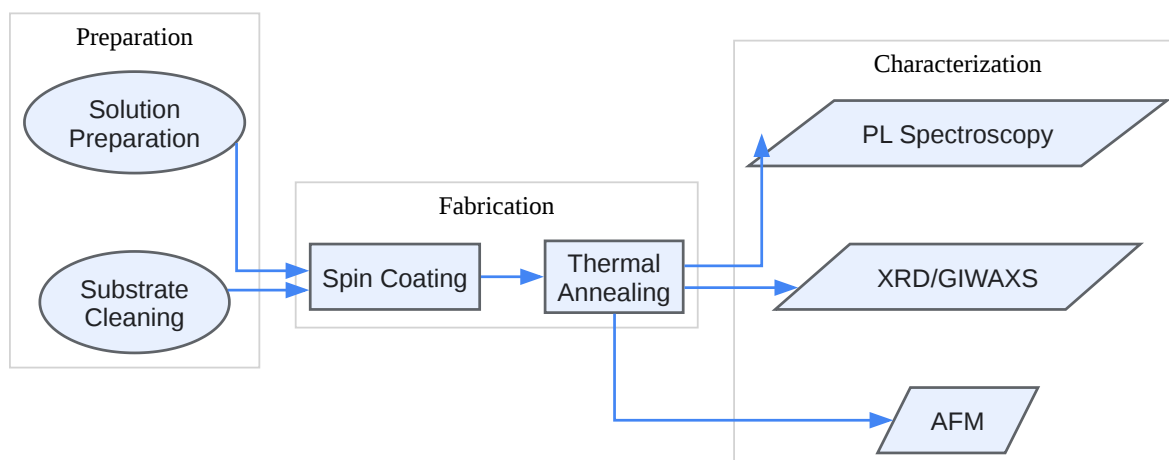 Preparation
Solution
Preparation
Substrate
Cleaning
Fabrication
Spin Coating
Thermal
Annealing
Characterization
PL Spectroscopy
XRD/GIWAXS
AFM